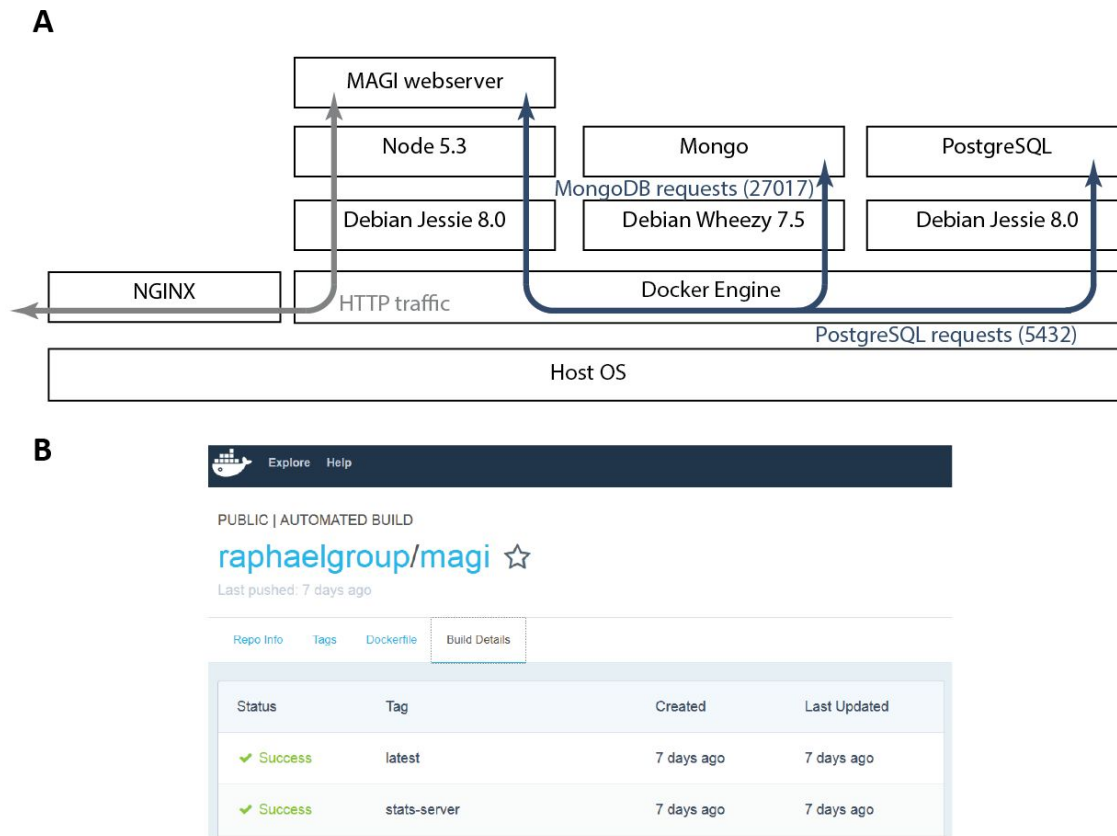 A
MAGI webserver
Node 5.3
Mongo
PostgreSQL
MongoDB requests (27017)
Debian Jessie 8.0
Debian Wheezy 7.5
Debian Jessie 8.0
NGINX
Docker Engine
HTTP traffic
PostgreSQL requests (5432)
Host OS
B
Explore Help
PUBLIC | AUTOMATED BUILD
raphaelgroup/magi
Last pushed: 7 days ago
Repo Info Tags Dockerfile Build Details
Status Tag Created Last Updated
Success latest 7 days ago 7 days ago
Success stats-server 7 days ago 7 days ago